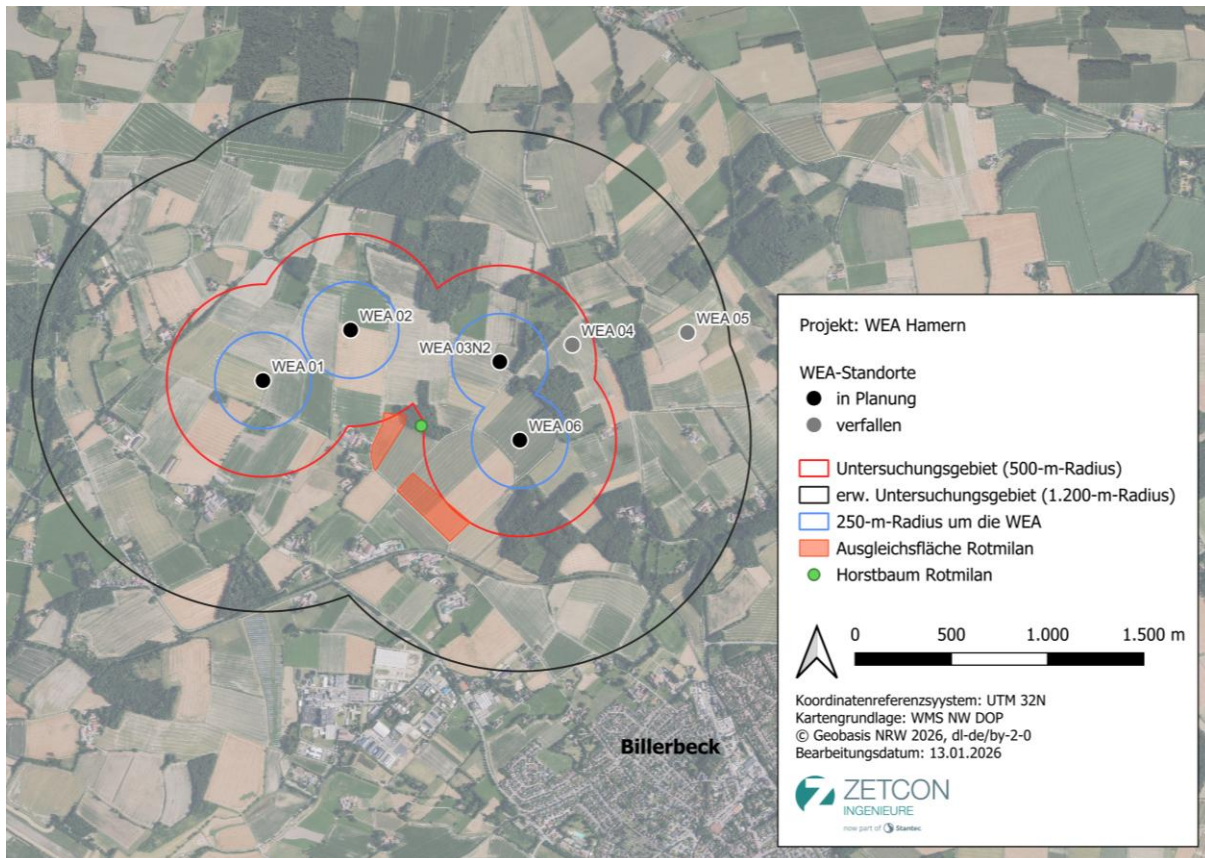 WEA 02
WEA 04
WEA 05
WEA 03N2
WEA 01
WEA 06
Billerbeck
Projekt: WEA Hamern
WEA-Standorte
in Planung
verfallen
Untersuchungsgebiet (500-m-Radius)
erw. Untersuchungsgebiet (1.200-m-Radius)
250-m-Radius um die WEA
Ausgleichsfläche Rotmilan
Horstbaum Rotmilan
0 500 1.000 1.500 m
Koordinatenreferenzsyystem: UTM 32N
Kartengrundlage: WMS NW DOP
© Geobasis NRW 2026, dl-de/by-2-0
Bearbeitungsdatum: 13.01.2026
ZETCON
INGENIEURE
now part of Stantec